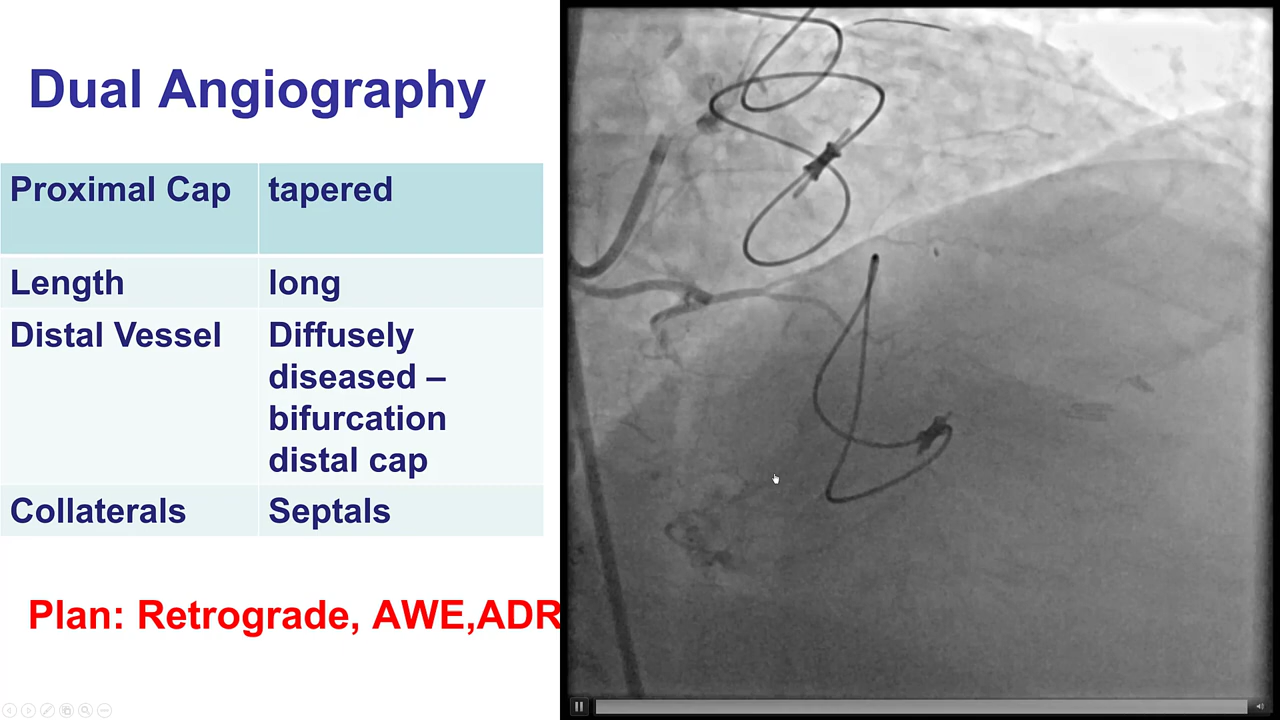 Dual Angiography
Proximal Cap tapered
Length long
Distal Vessel Diffusely
diseased –
bifurcation
distal cap
Collaterals Septals
Plan: Retrograde, AWE,ADR